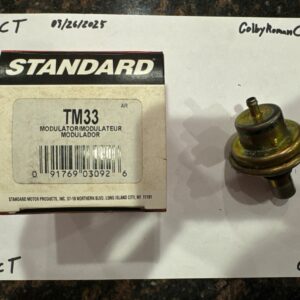 CT
03/26/2025
ColbyRomanC
STANDARD
A/R
TM33
MODULATOR/MODULATEUR
MODULADOR
0 91769 03092 6
STANDARD MOTOR PRODUCTS, INC. 37-18 NORTHERN BLVD. LONG ISLAND CITY, NY 11101
CT